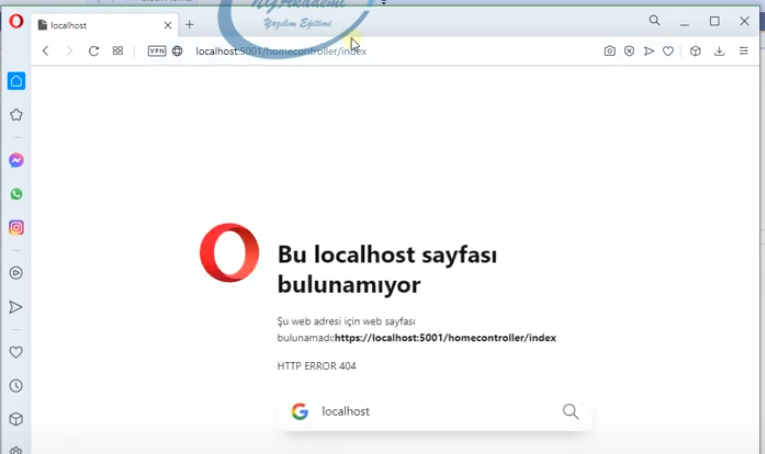 localhost
Yazılım Eğitimi
VPN
localhost:5001/homecontroller/index
Bu localhost sayfası
bulunamıyor
Şu web adresi için web sayfası
bulunamadı:https://localhost:5001/homecontroller/index
HTTP ERROR 404
localhost